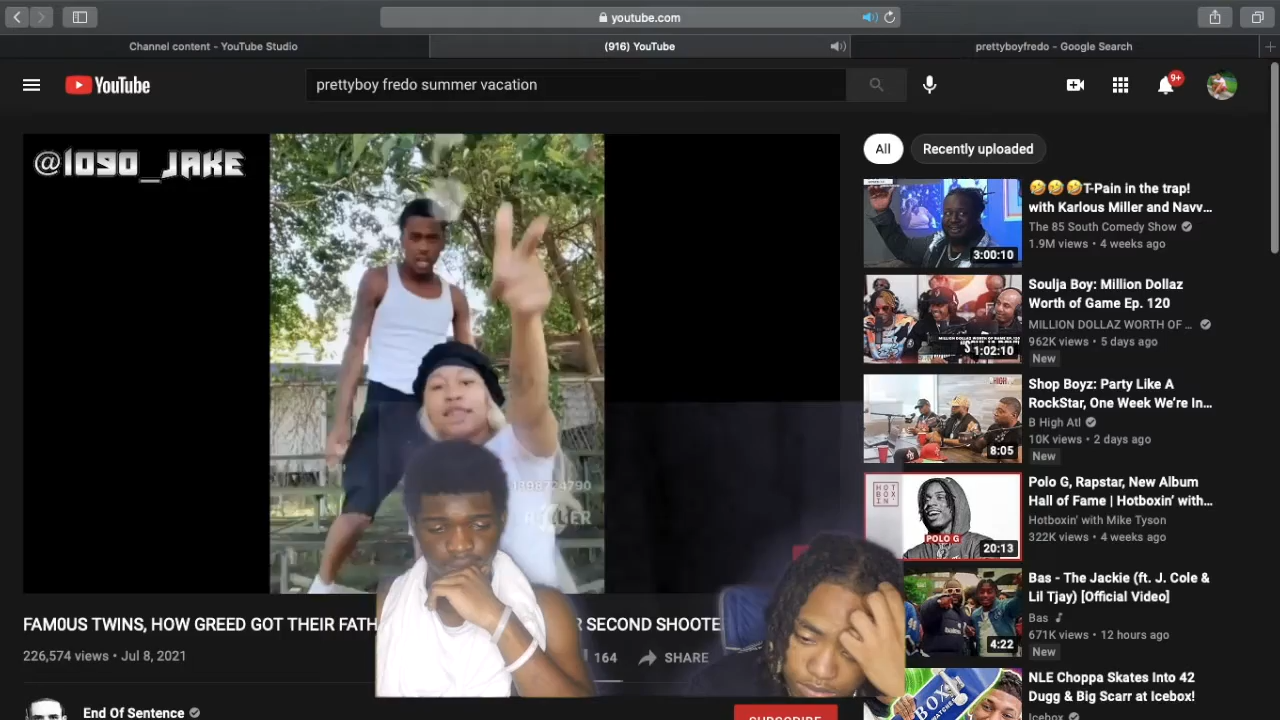 youtube.com
Channel content - YouTube Studio
(916) YouTube
prettyboyfredo - Google Search
YouTube
prettyboy fredo summer vacation
9+
@lo90_JAKE
All
Recently uploaded
🤣🤣🤣T-Pain in the trap!
with Karlous Miller and Navv...
The 85 South Comedy Show
1.9M views • 4 weeks ago
3:00:10
Soulja Boy: Million Dollaz
Worth of Game Ep. 120
MILLION DOLLAZ WORTH OF ...
962K views • 5 days ago
New
1:02:10
Shop Boyz: Party Like A
RockStar, One Week We're In...
B High Atl
10K views • 2 days ago
New
8:05
HOT
BOX
IN'
POLO G
20:13
Polo G, Rapstar, New Album
Hall of Fame | Hotboxin' with...
Hotboxin' with Mike Tyson
322K views • 4 weeks ago
Bas - The Jackie (ft. J. Cole &
Lil Tjay) [Official Video]
Bas
671K views • 12 hours ago
New
4:22
NLE Choppa Skates Into 42
Dugg & Big Scarr at Icebox!
Icebox
FAM0US TWINS, HOW GREED GOT THEIR FATH
R SECOND SHOOTE
226,574 views • Jul 8, 2021
164
SHARE
End Of Sentence
SUBSCRIBE